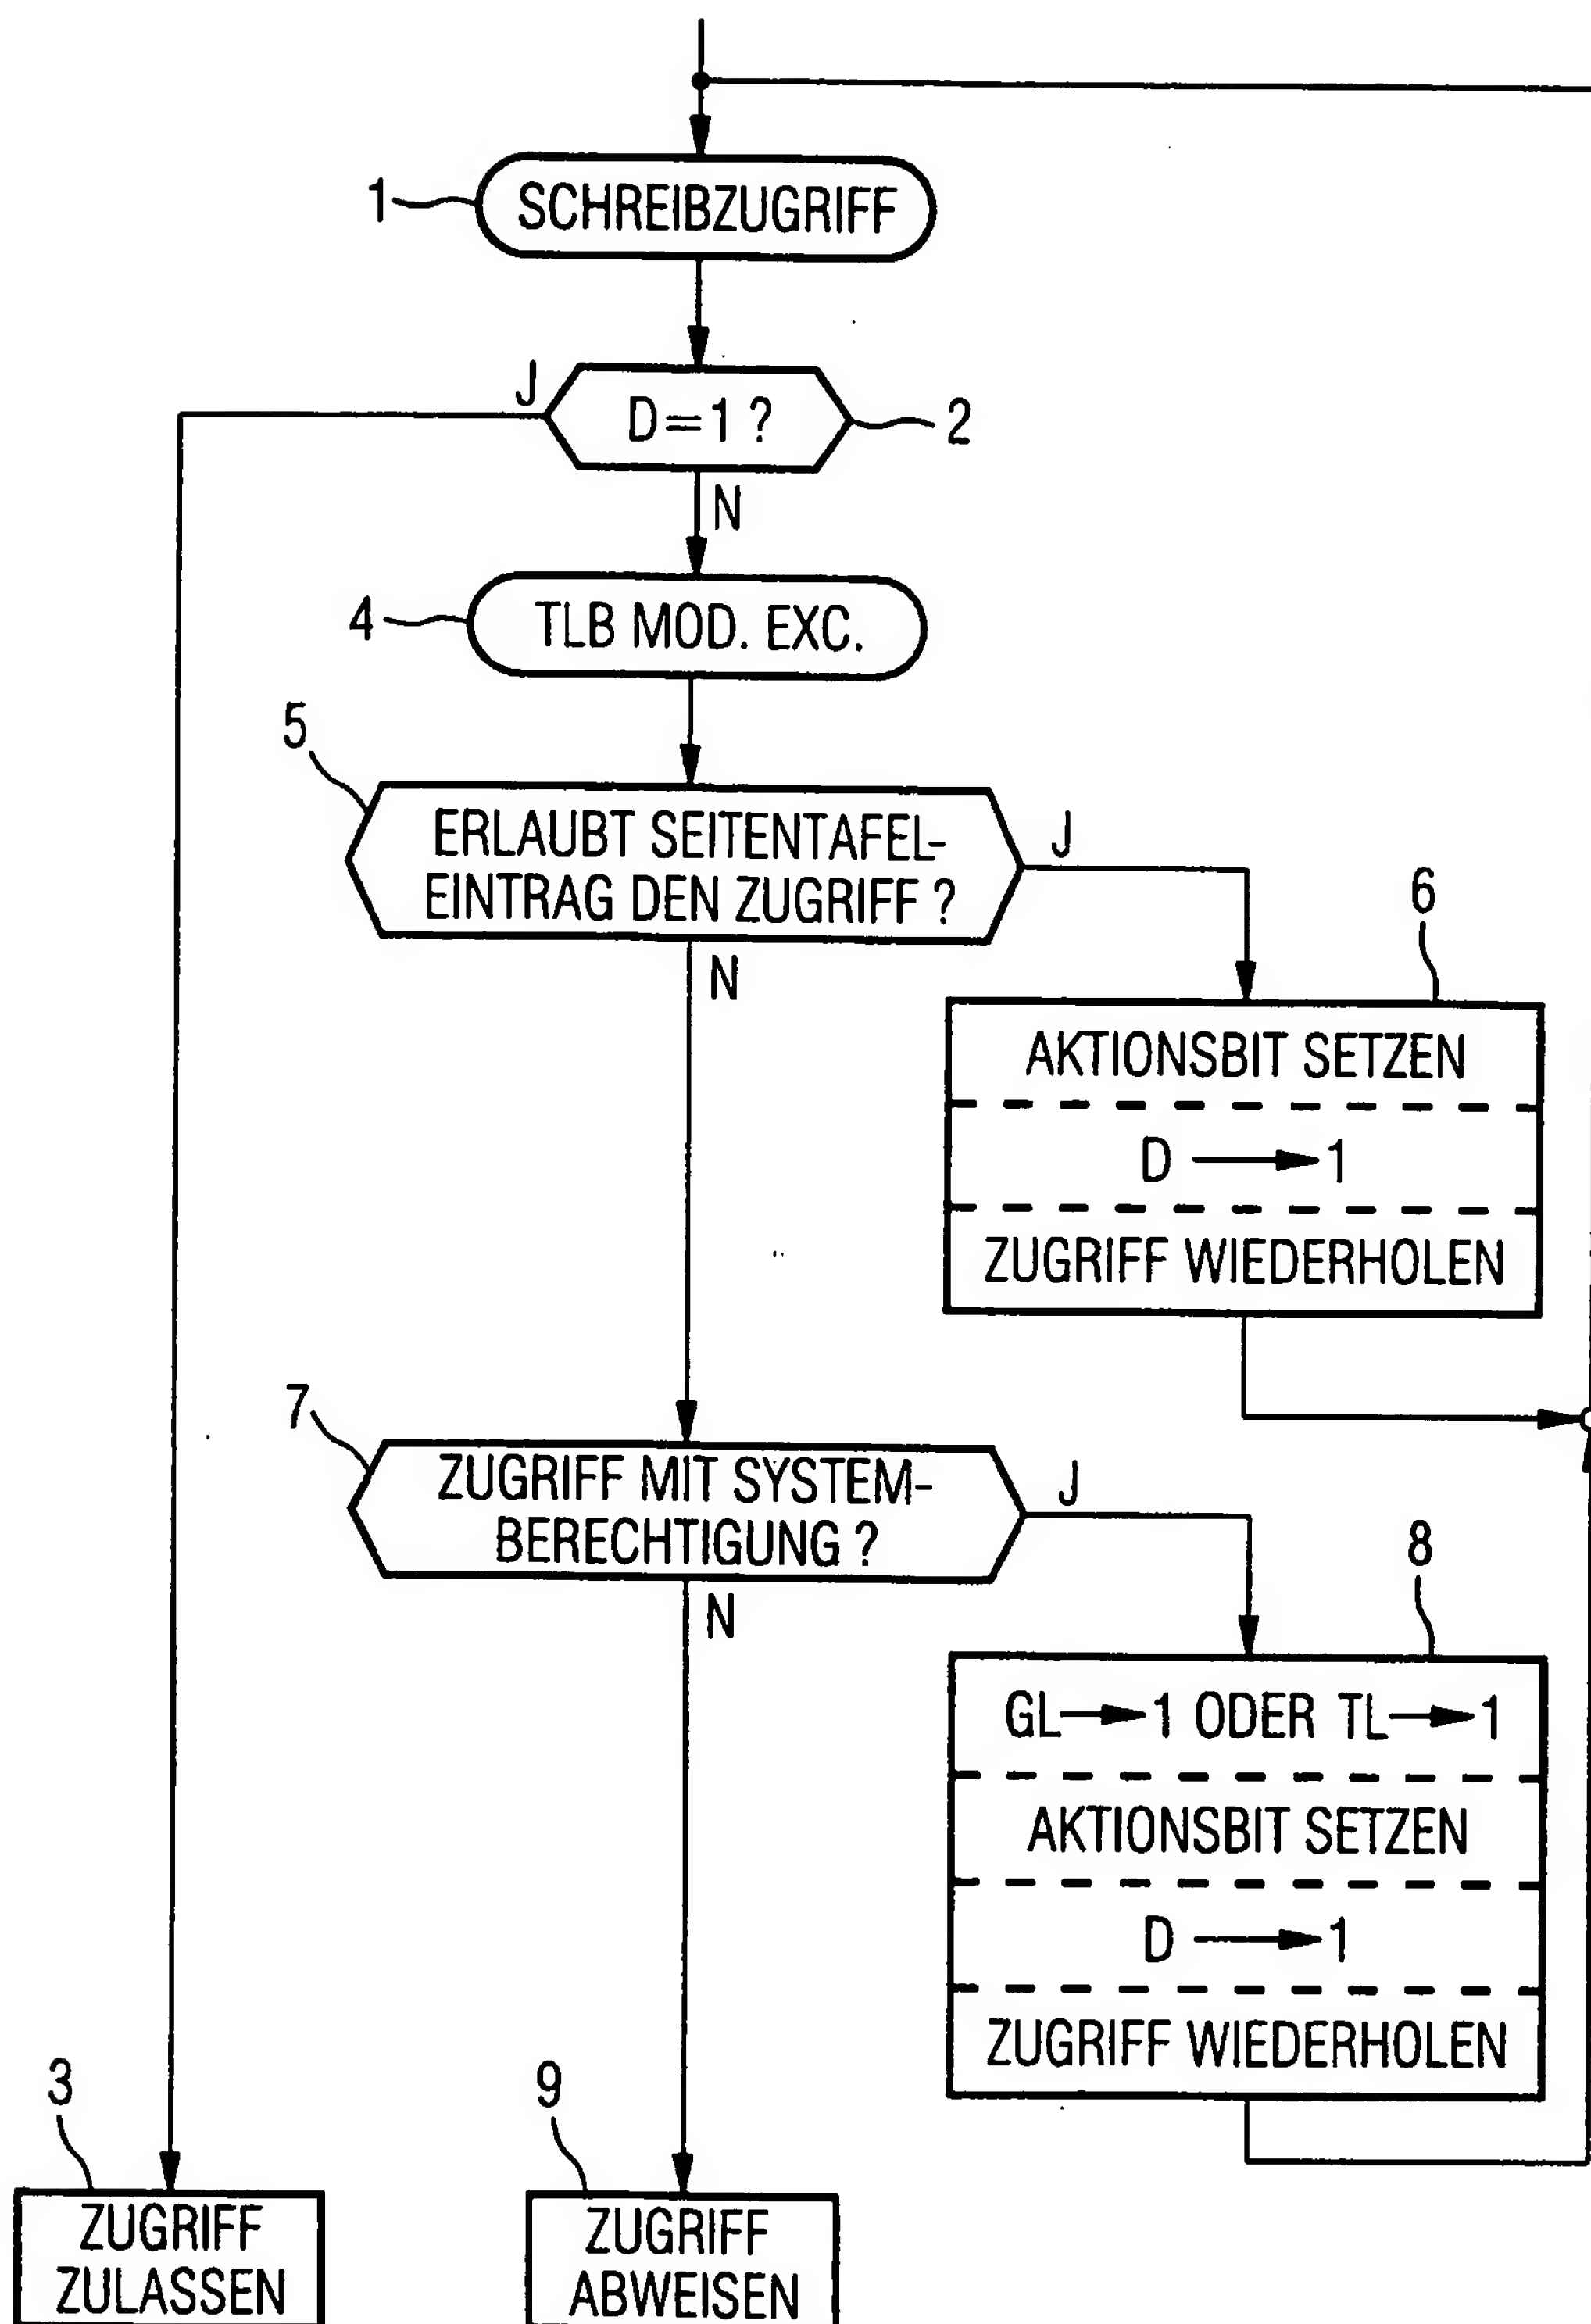 1
SCHREIBZUGRIFF
J
D=1 ?
2
N
4
TLB MOD. EXC.
5
ERLAUBT SEITENTAFEL-
EINTRAG DEN ZUGRIFF ?
J
N
6
AKTIONSBIT SETZEN
D → 1
ZUGRIFF WIEDERHOLEN
7
ZUGRIFF MIT SYSTEM-
BERECHTIGUNG ?
J
N
8
GL → 1 ODER TL → 1
AKTIONSBIT SETZEN
D → 1
ZUGRIFF WIEDERHOLEN
3
ZUGRIFF
ZULASSEN
9
ZUGRIFF
ABWEISEN